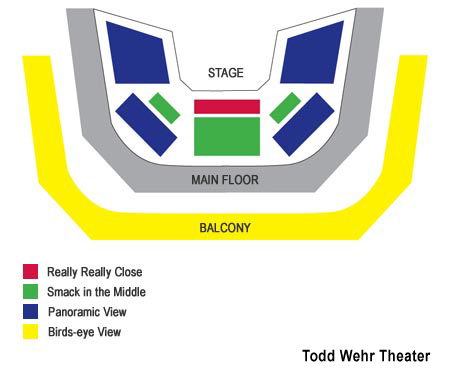 STAGE
MAIN FLOOR
BALCONY
Really Really Close
Smack in the Middle
Panoramic View
Birds-eye View
Todd Wehr Theater